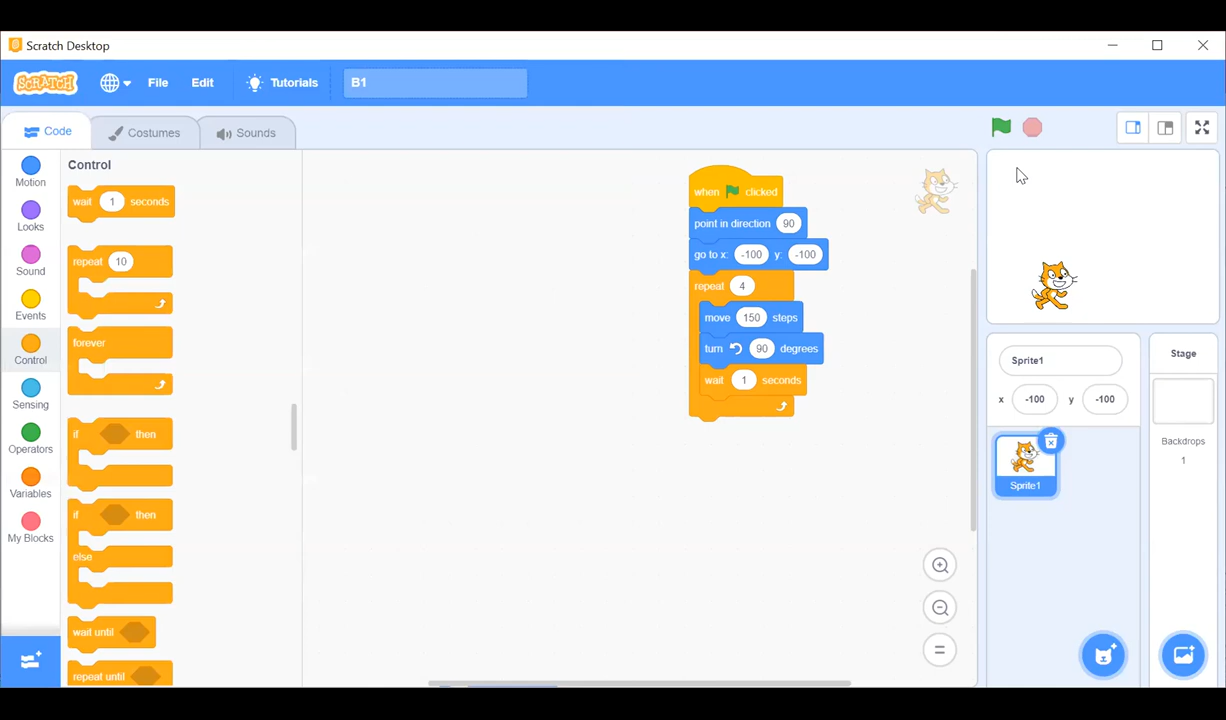 Scratch Desktop
SCRATCH
File
Edit
Tutorials
B1
Code
Costumes
Sounds
Motion
Looks
Sound
Events
Control
Sensing
Operators
Variables
My Blocks
Control
wait 1 seconds
repeat 10
forever
if then
if then
else
wait until
repeat until
when clicked
point in direction 90
go to x: -100 y: -100
repeat 4
move 150 steps
turn 90 degrees
wait 1 seconds
Sprite1
x -100 y -100
Sprite1
Stage
Backdrops
1